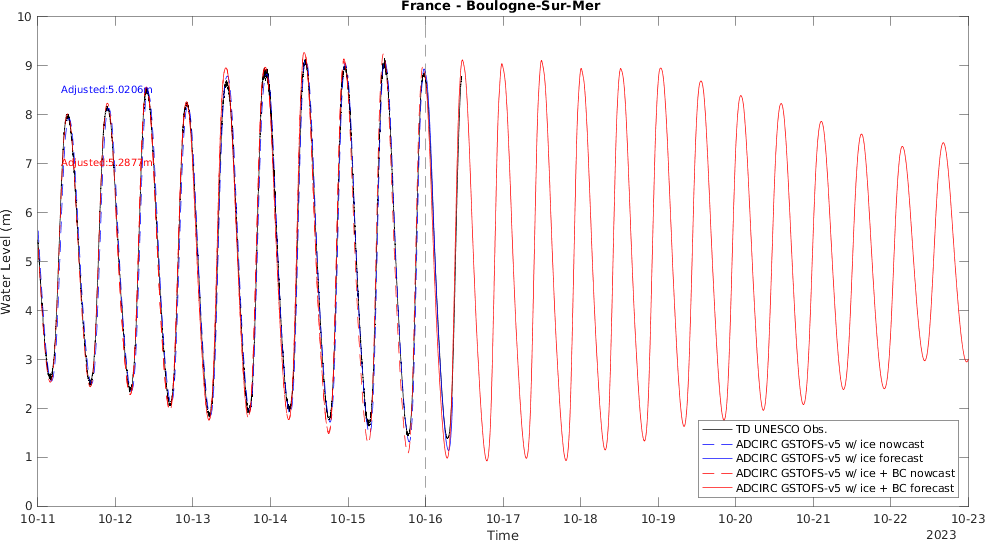 France - Boulogne-Sur-Mer
10
9
8
7
6
5
4
3
2
1
0
Water Level (m)
Adjusted:5.0206m
Adjusted:5.2877m
TD UNESCO Obs.
ADCIRC GSTOFS-v5 w/ ice nowcast
ADCIRC GSTOFS-v5 w/ ice forecast
ADCIRC GSTOFS-v5 w/ ice + BC nowcast
ADCIRC GSTOFS-v5 w/ ice + BC forecast
10-11 10-12 10-13 10-14 10-15 10-16 10-17 10-18 10-19 10-20 10-21 10-22 10-23
Time
2023